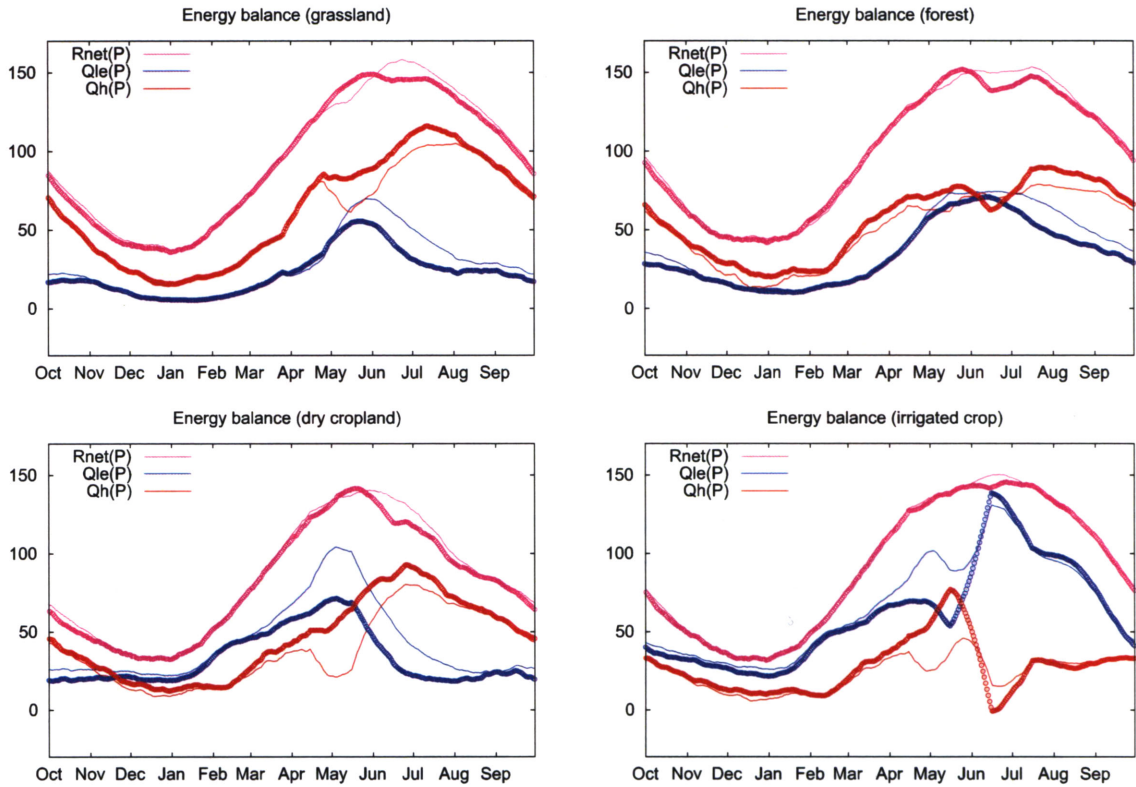 Energy balance (grassland)
Rnet(P)
Qle(P)
Qh(P)
150
100
50
0
Oct Nov Dec Jan Feb Mar Apr May Jun Jul Aug Sep
Energy balance (forest)
Rnet(P)
Qle(P)
Qh(P)
150
100
50
0
Oct Nov Dec Jan Feb Mar Apr May Jun Jul Aug Sep
Energy balance (dry cropland)
Rnet(P)
Qle(P)
Qh(P)
150
100
50
0
Oct Nov Dec Jan Feb Mar Apr May Jun Jul Aug Sep
Energy balance (irrigated crop)
Rnet(P)
Qle(P)
Qh(P)
150
100
50
0
Oct Nov Dec Jan Feb Mar Apr May Jun Jul Aug Sep